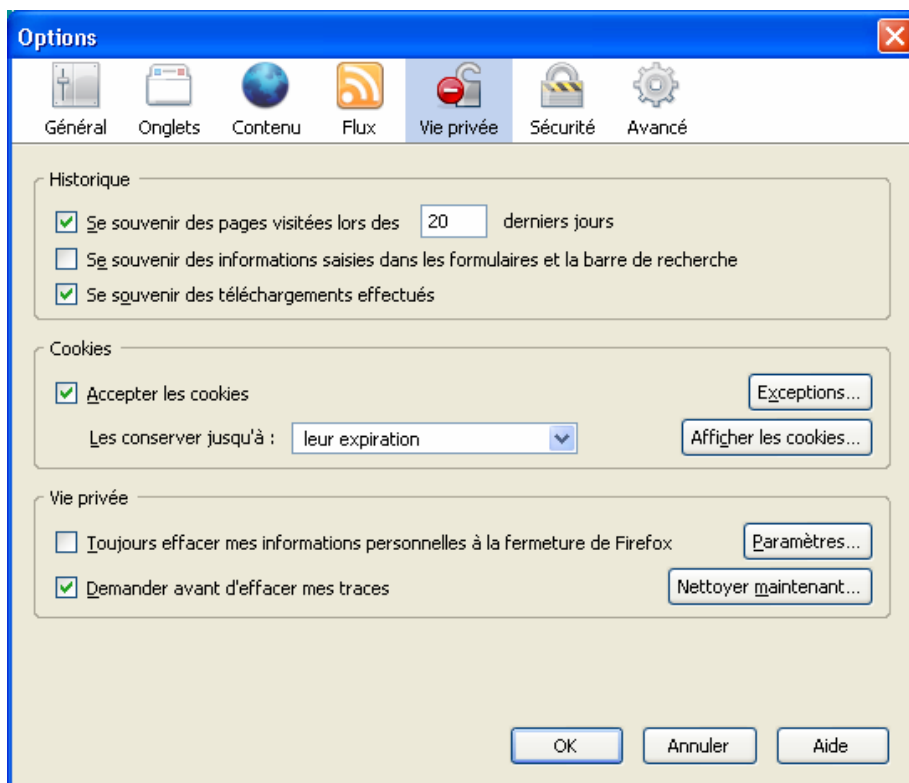 Options
Général Onglets Contenu Flux Vie privée Sécurité Avancé
Historique
Se souvenir des pages visitées lors des 20 derniers jours
Se souvenir des informations saisies dans les formulaires et la barre de recherche
Se souvenir des téléchargements effectués
Cookies
Accepter les cookies Exceptions...
Les conserver jusqu'à : leur expiration Afficher les cookies...
Vie privée
Toujours effacer mes informations personnelles à la fermeture de Firefox Paramètres...
Demander avant d'effacer mes traces Nettoyer maintenant...
OK Annuler Aide